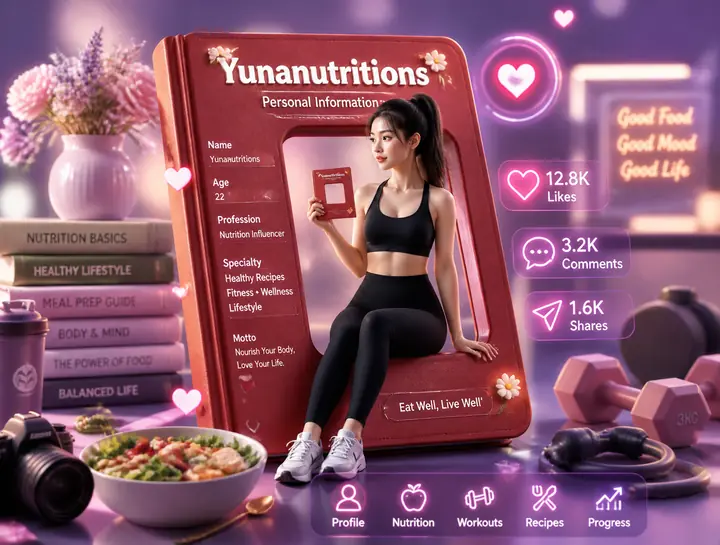 Yunanutritions
Personal Information
Name
Yunanutritions
Age
22
Profession
Nutrition Influencer
Specialty
Healthy Recipes
Fitness • Wellness
Lifestyle
Motto
Nourish Your Body,
Love Your Life.
Eat Well, Live Well'
Yunanutritions
NUTRITION BASICS
HEALTHY LIFESTYLE
MEAL PREP GUIDE
BODY & MIND
THE POWER OF FOOD
BALANCED LIFE
Good Food
Good Mood
Good Life
12.8K
Likes
3.2K
Comments
1.6K
Shares
3KG
Profile
Nutrition
Workouts
Recipes
Progress